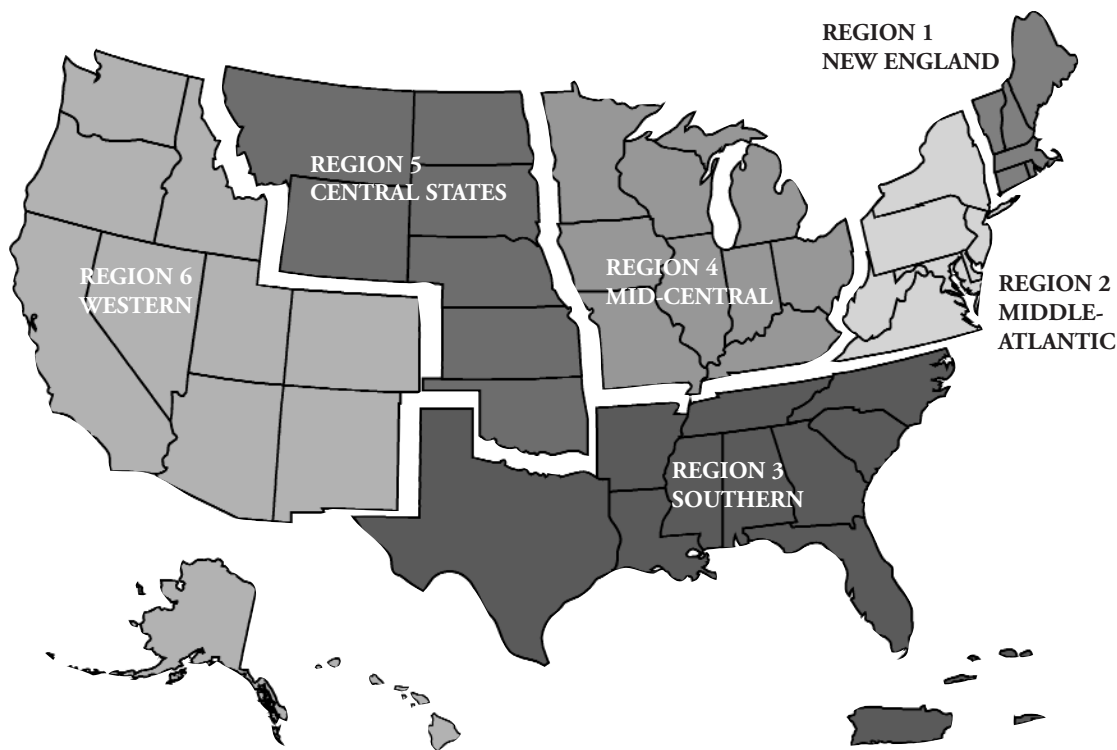 REGION 1
NEW ENGLAND
REGION 5
CENTRAL STATES
REGION 6
WESTERN
REGION 4
MID-CENTRAL
REGION 2
MIDDLE-
ATLANTIC
REGION 3
SOUTHERN